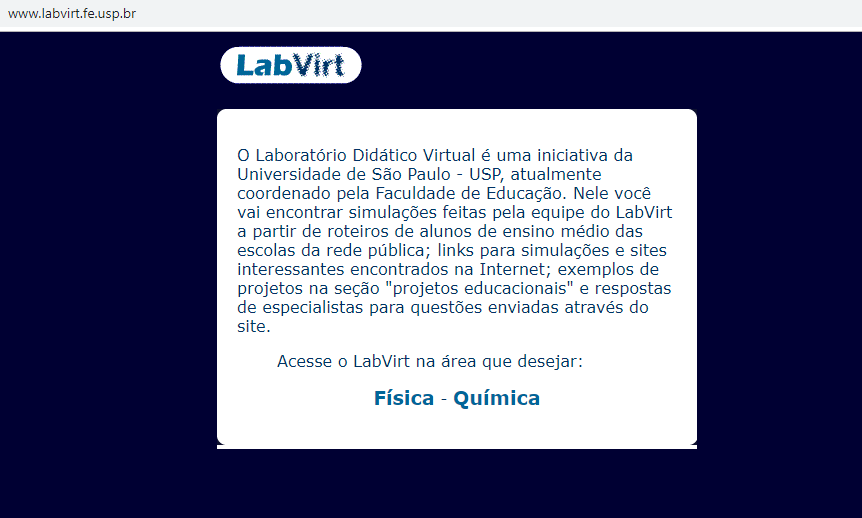 www.labvirt.fe.usp.br
LabVirt
O Laboratório Didático Virtual é uma iniciativa da
Universidade de São Paulo - USP, atualmente
coordenado pela Faculdade de Educação. Nele você
vai encontrar simulações feitas pela equipe do LabVirt
a partir de roteiros de alunos de ensino médio das
escolas da rede pública; links para simulações e sites
interessantes encontrados na Internet; exemplos de
projetos na seção "projetos educacionais" e respostas
de especialistas para questões enviadas através do
site.
Acesse o LabVirt na área que desejar:
Física - Química